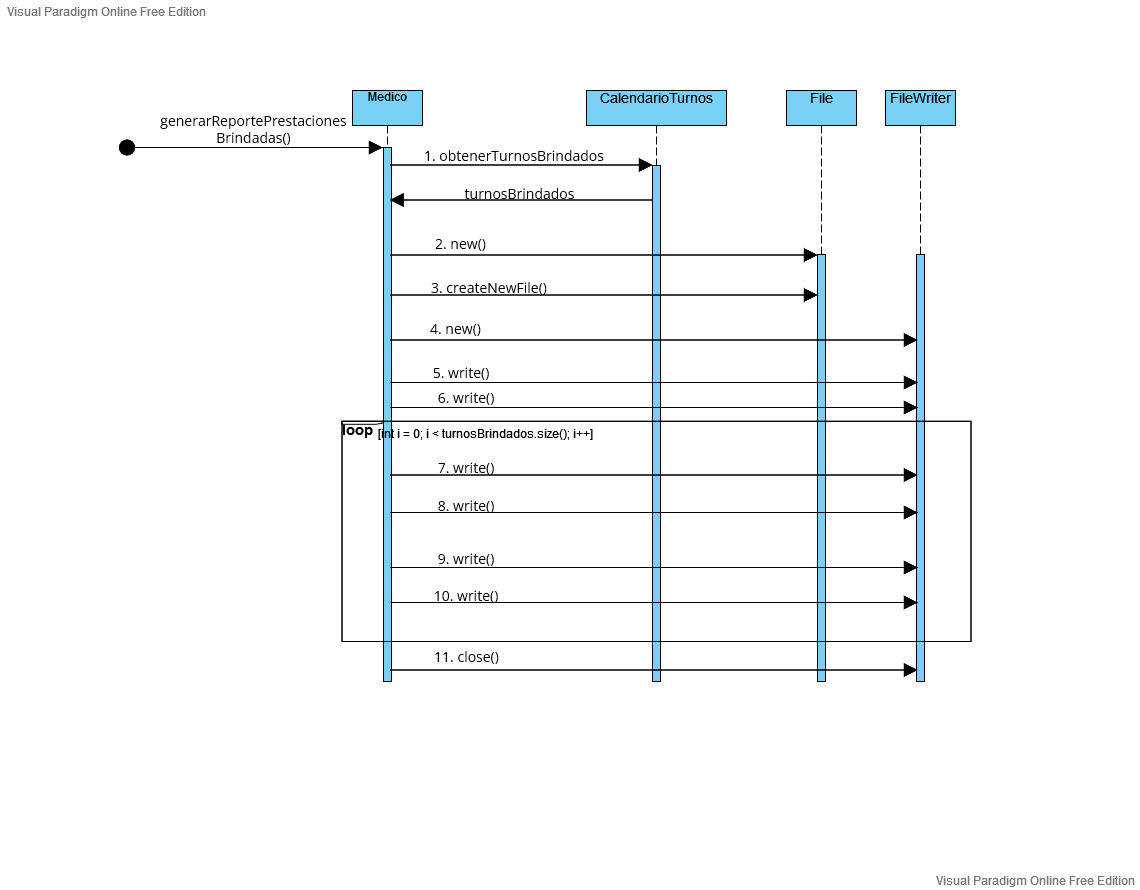 Visual Paradigm Online Free Edition
Medico
CalendarioTurnos
File
FileWriter
generarReportePrestaciones
Brindadas()
1. obtenerTurnosBrindados
turnosBrindados
2. new()
3. createNewFile()
4. new()
5. write()
6. write()
loop [int i = 0; i < turnosBrindados.size(); i++]
7. write()
8. write()
9. write()
10. write()
11. close()
Visual Paradigm Online Free Edition